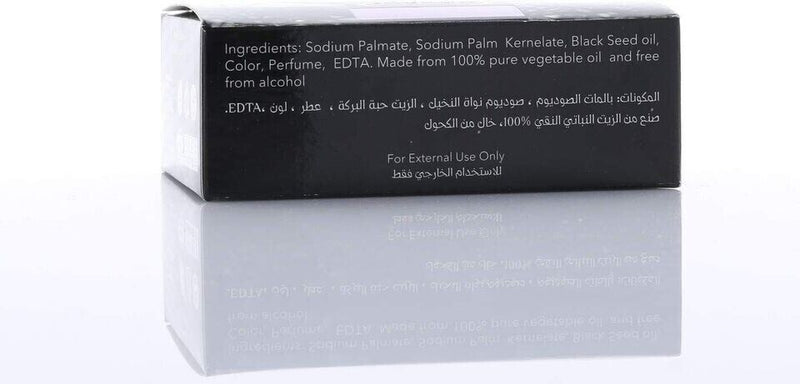 Ingredients: Sodium Palmate, Sodium Palm Kernelate, Black Seed oil,
Color, Perfume, EDTA. Made from 100% pure vegetable oil and free
from alcohol
المكونات: بالمات الصوديوم ، صوديوم نواة النخيل ، الزيت حبة البركة ، عطر ، لون ،EDTA.
صُنع من الزيت النباتي النقي 100%، خالٍ من الكحول
For External Use Only
للاستخدام الخارجي فقط